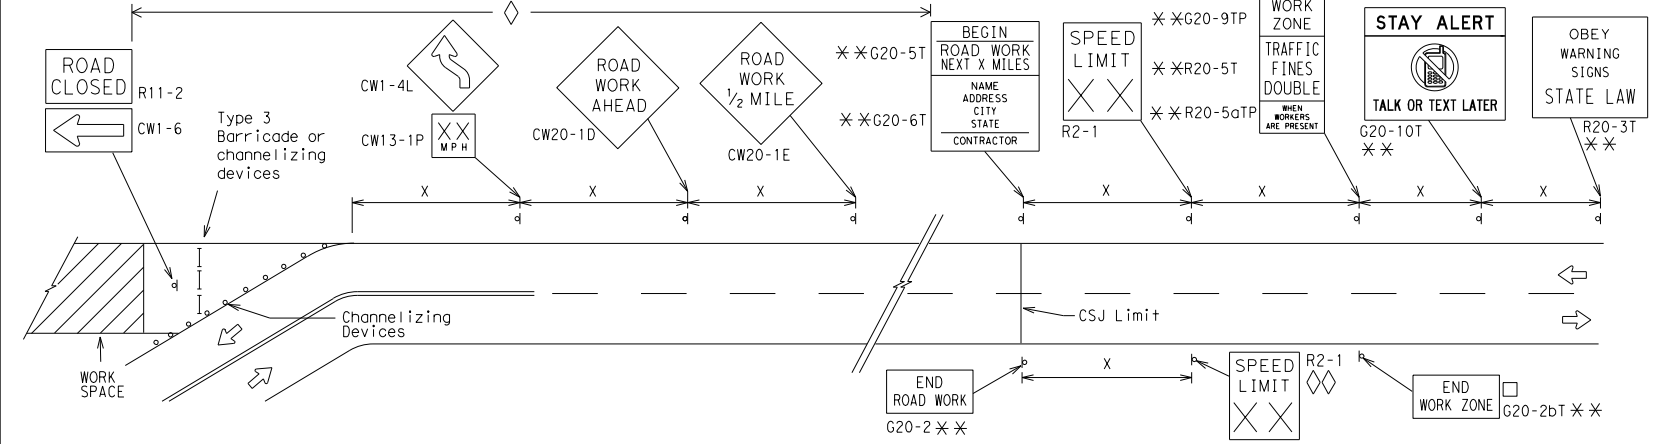 ROAD
CLOSED
R11-2
CW1-6
Type 3
Barricade or
channelizing
devices
CW1-4L
XX
MPH
CW13-1P
ROAD
WORK
AHEAD
CW20-1D
ROAD
WORK
1/2 MILE
CW20-1E
**G20-5T
**G20-6T
BEGIN
ROAD WORK
NEXT X MILES
NAME
ADDRESS
CITY
STATE
CONTRACTOR
SPEED
LIMIT
XX
R2-1
**G20-9TP
**R20-5T
**R20-5aTP
WORK
ZONE
TRAFFIC
FINES
DOUBLE
WHEN
WORKERS
ARE PRESENT
STAY ALERT
TALK OR TEXT LATER
G20-10T
**
OBEY
WARNING
SIGNS
STATE LAW
R20-3T
**
X
X
X
X
X
X
X
Channelizing
Devices
CSJ Limit
WORK
SPACE
END
ROAD WORK
G20-2**
X
SPEED
LIMIT
XX
R2-1
END
WORK ZONE
G20-2bT**